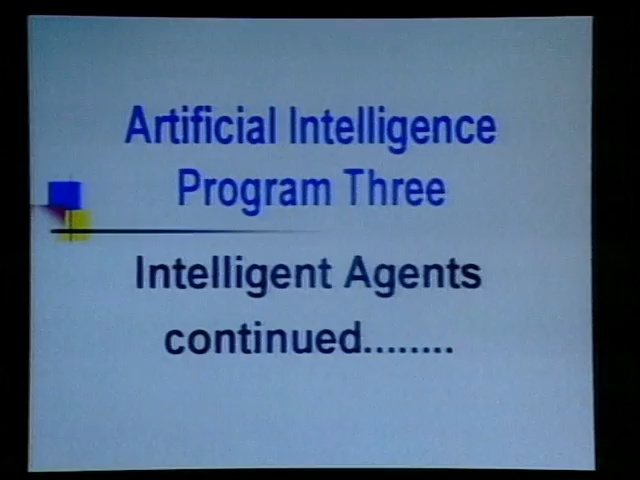 Artificial Intelligence
Program Three
Intelligent Agents
continued........